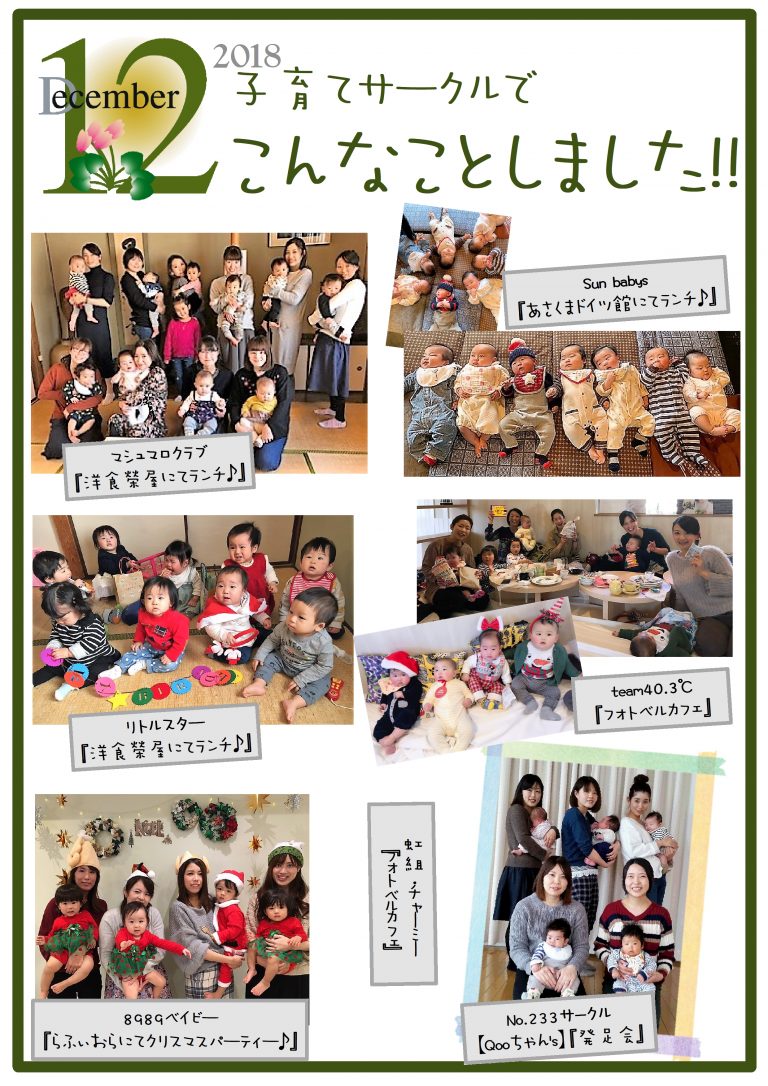 2018
12
December
子育てサークルで
こんなことしました!!
Sun babys
『あさくまドイツ館にてランチ♪』
マシュマロクラブ
『洋食榮屋にてランチ♪』
team40.3℃
『フォトベルカフェ』
リトルスター
『洋食榮屋にてランチ♪』
虹組 チャーミー
『フォトベルカフェ』
8989ベイビー
『らふぃおらにてクリスマスパーティー♪』
No.233サークル
【Qooちゃん's】『発足会』